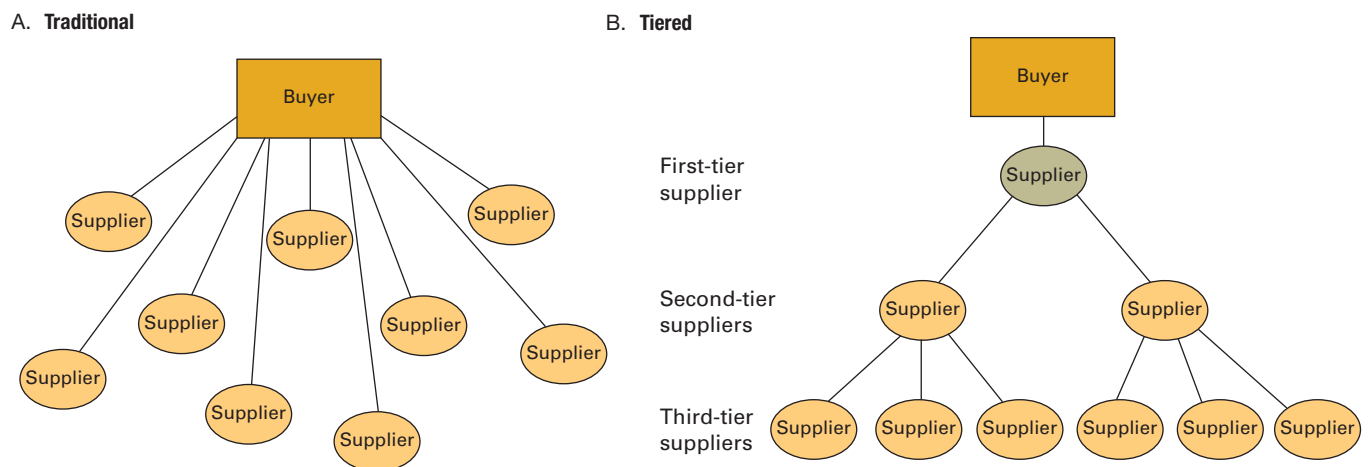 A. Traditional
Buyer
Supplier
Supplier
Supplier
Supplier
Supplier
Supplier
Supplier
Supplier
Supplier
B. Tiered
Buyer
First-tier
supplier
Supplier
Second-tier
suppliers
Supplier
Supplier
Third-tier
suppliers
Supplier
Supplier
Supplier
Supplier
Supplier
Supplier